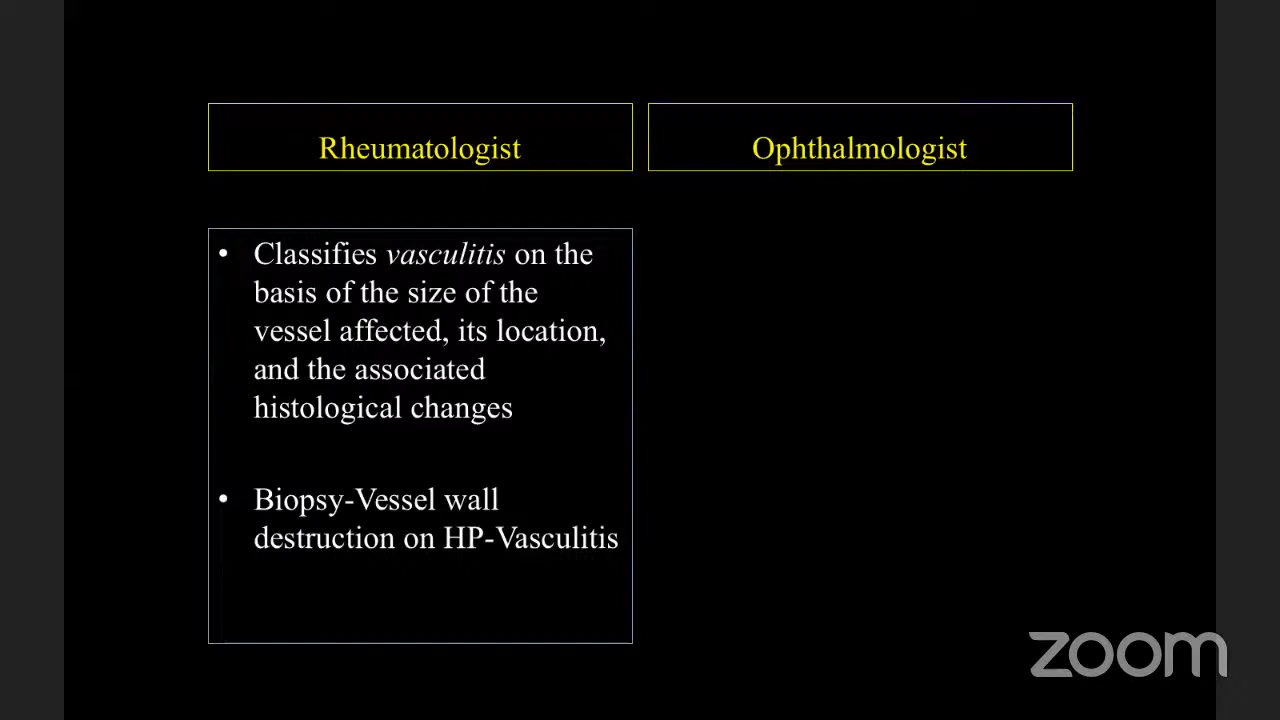 Rheumatologist
Ophthalmologist
• Classifies vasculitis on the
basis of the size of the
vessel affected, its location,
and the associated
histological changes
• Biopsy-Vessel wall
destruction on HP-Vasculitis
zoom